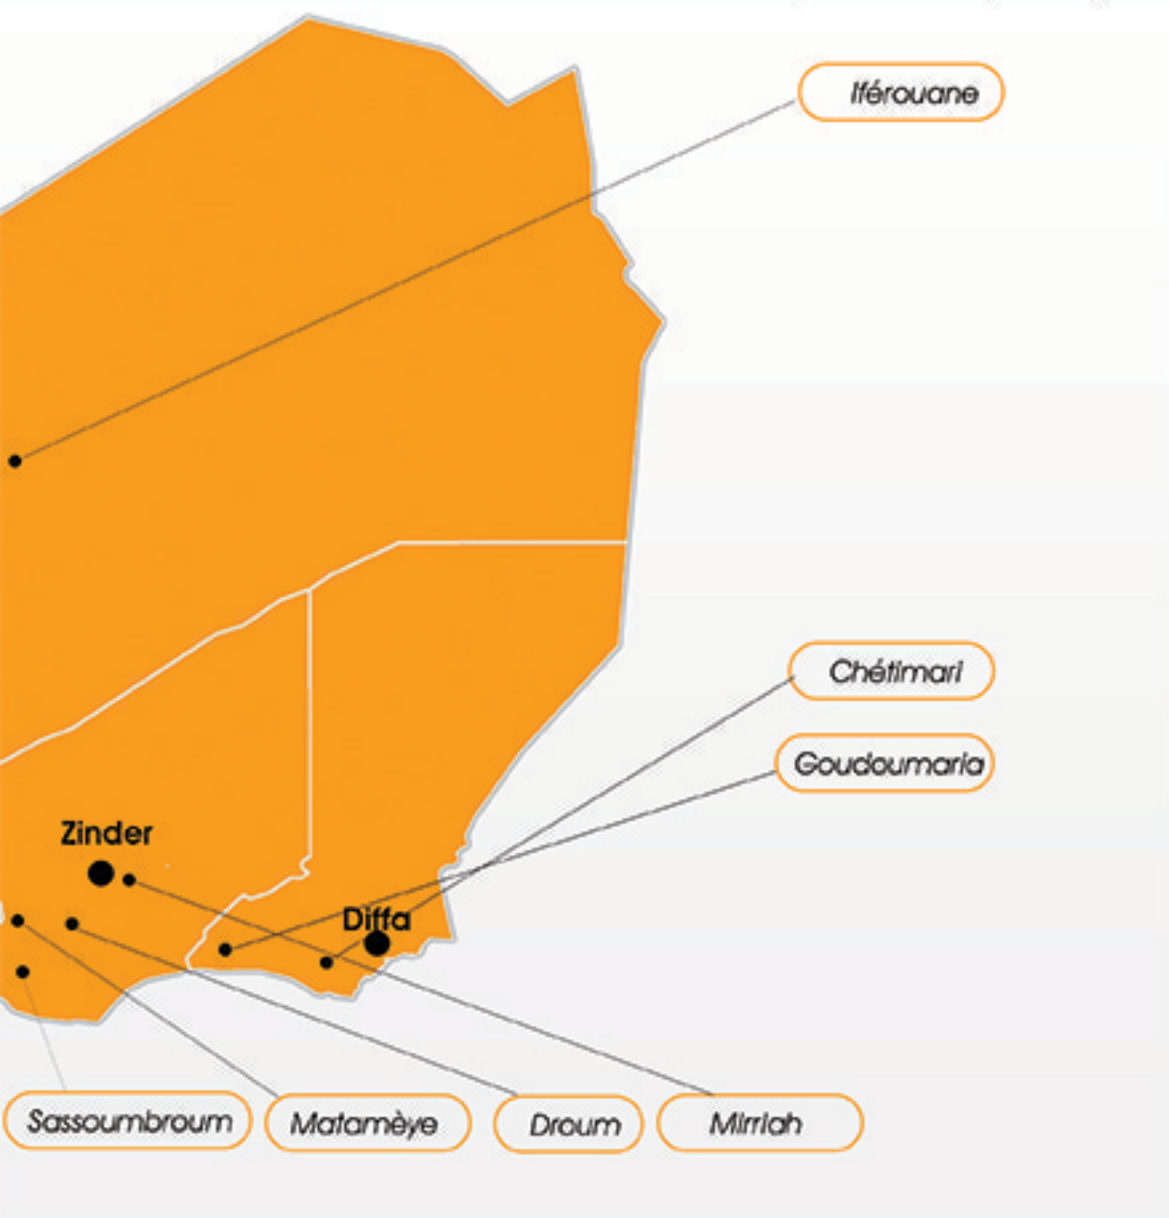 Iférouane
Chétimari
Goudoumaria
Zinder
Diffa
Sassoumbroum
Matamèye
Droum
Mirriah